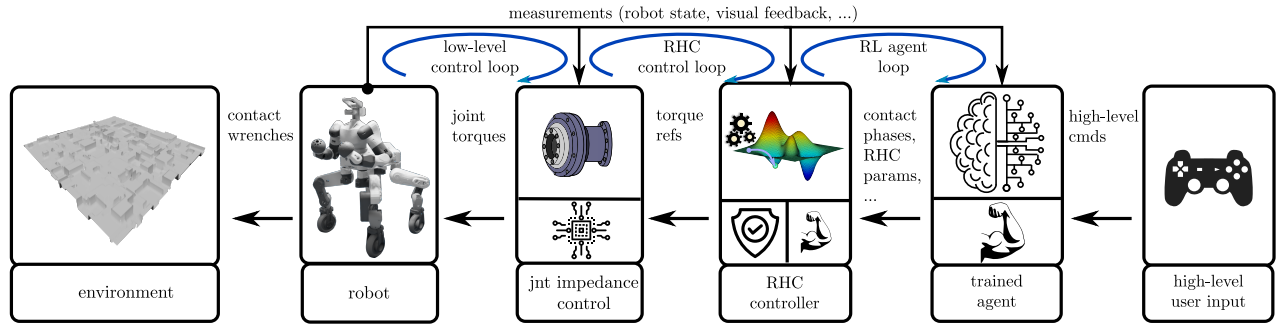 measurements (robot state, visual feedback, ...)
low-level
control loop
RHC
control loop
RL agent
loop
contact
wrenches
joint
torques
torque
refs
contact
phases,
RHC
params,
...
high-level
cmds
environment
robot
jnt impedance
control
RHC
controller
trained
agent
high-level
user input